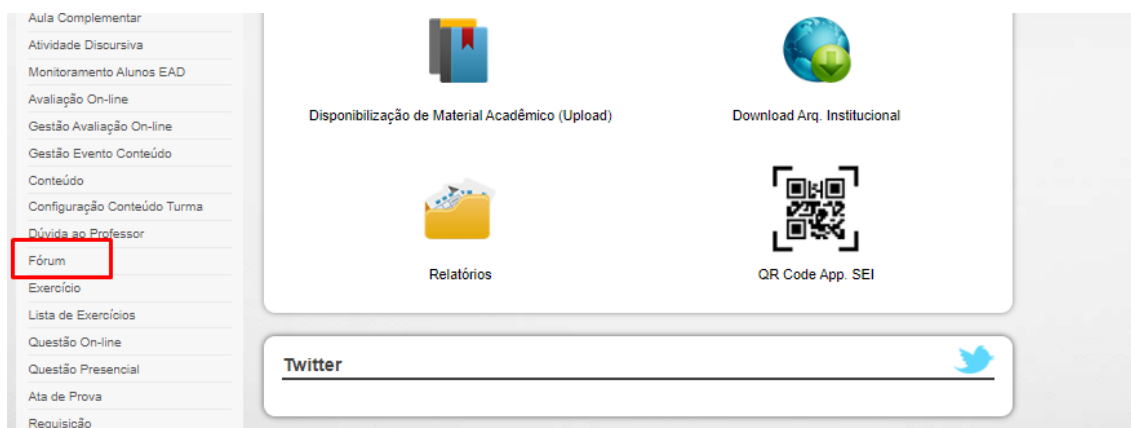 Aula Complementar
Atividade Discursiva
Monitoramento Alunos EAD
Avaliação On-line
Gestão Avaliação On-line
Gestão Evento Conteúdo
Conteúdo
Configuração Conteúdo Turma
Dúvida ao Professor
Fórum
Exercício
Lista de Exercícios
Questão On-line
Questão Presencial
Ata de Prova
Requisição
Disponibilização de Material Acadêmico (Upload)
Download Arq. Institucional
Relatórios
QR Code App. SEI
Twitter